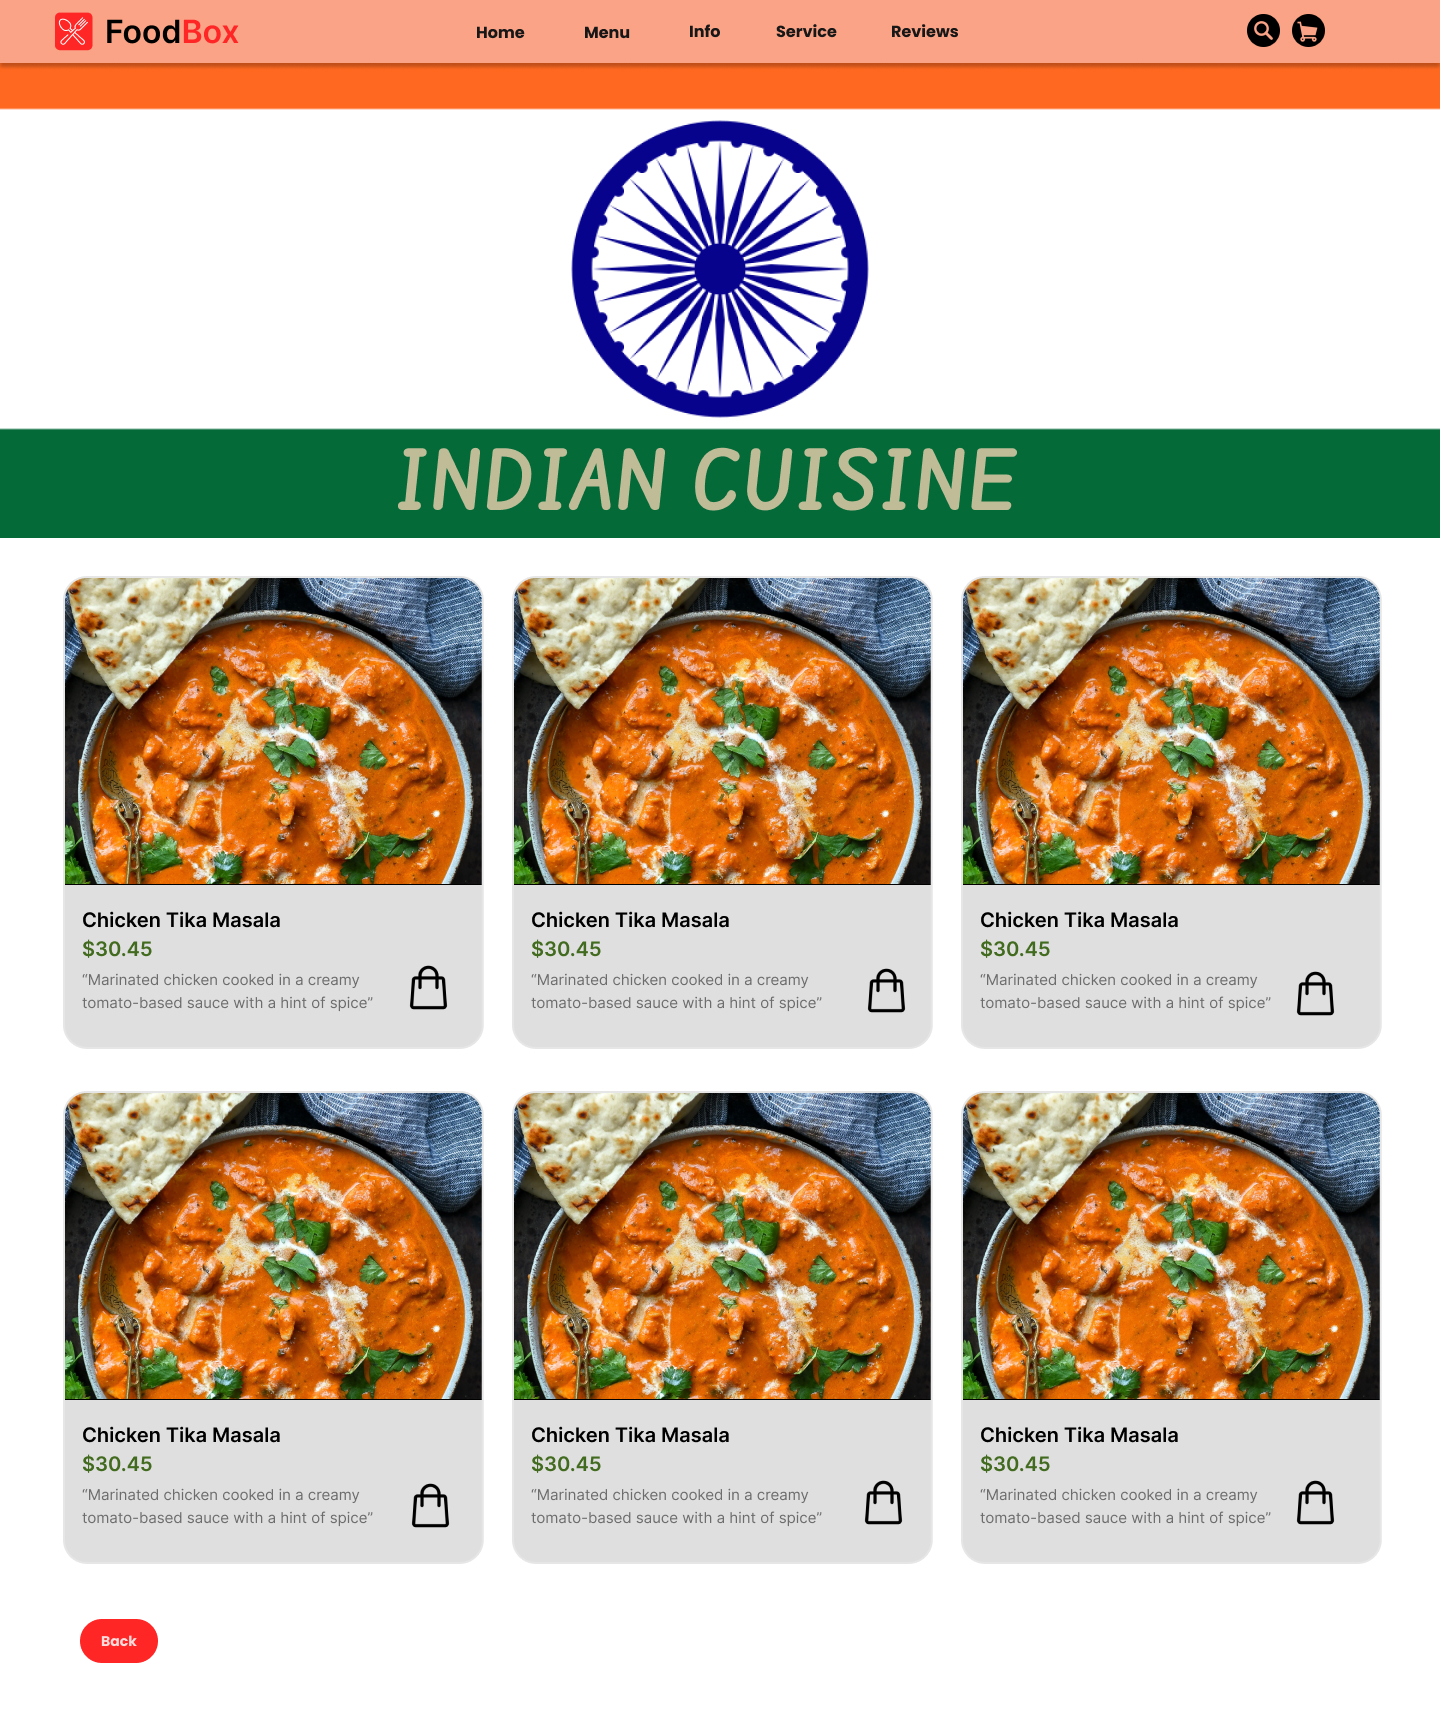 FoodBox
Home Menu Info Service Reviews
INDIAN CUISINE
Chicken Tika Masala
$30.45
“Marinated chicken cooked in a creamy
tomato-based sauce with a hint of spice”
Chicken Tika Masala
$30.45
“Marinated chicken cooked in a creamy
tomato-based sauce with a hint of spice”
Chicken Tika Masala
$30.45
“Marinated chicken cooked in a creamy
tomato-based sauce with a hint of spice”
Chicken Tika Masala
$30.45
“Marinated chicken cooked in a creamy
tomato-based sauce with a hint of spice”
Chicken Tika Masala
$30.45
“Marinated chicken cooked in a creamy
tomato-based sauce with a hint of spice”
Chicken Tika Masala
$30.45
“Marinated chicken cooked in a creamy
tomato-based sauce with a hint of spice”
Back